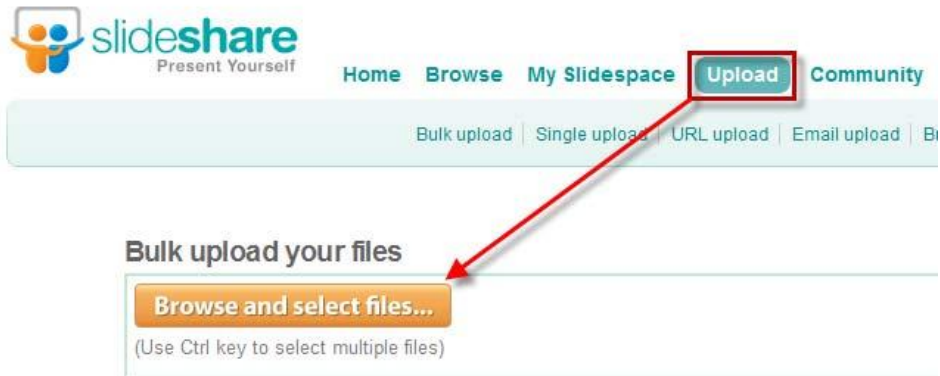 slideshare
Present Yourself
Home Browse My Slidespace Upload Community
Bulk upload | Single upload | URL upload | Email upload |
Bulk upload your files
Browse and select files...
(Use Ctrl key to select multiple files)